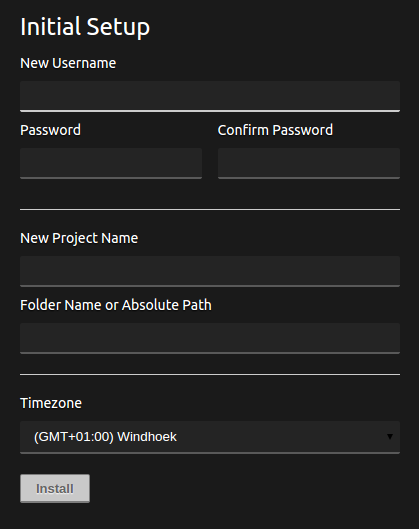 Initial Setup
New Username
Password Confirm Password
New Project Name
Folder Name or Absolute Path
Timezone
(GMT+01:00) Windhoek
Install